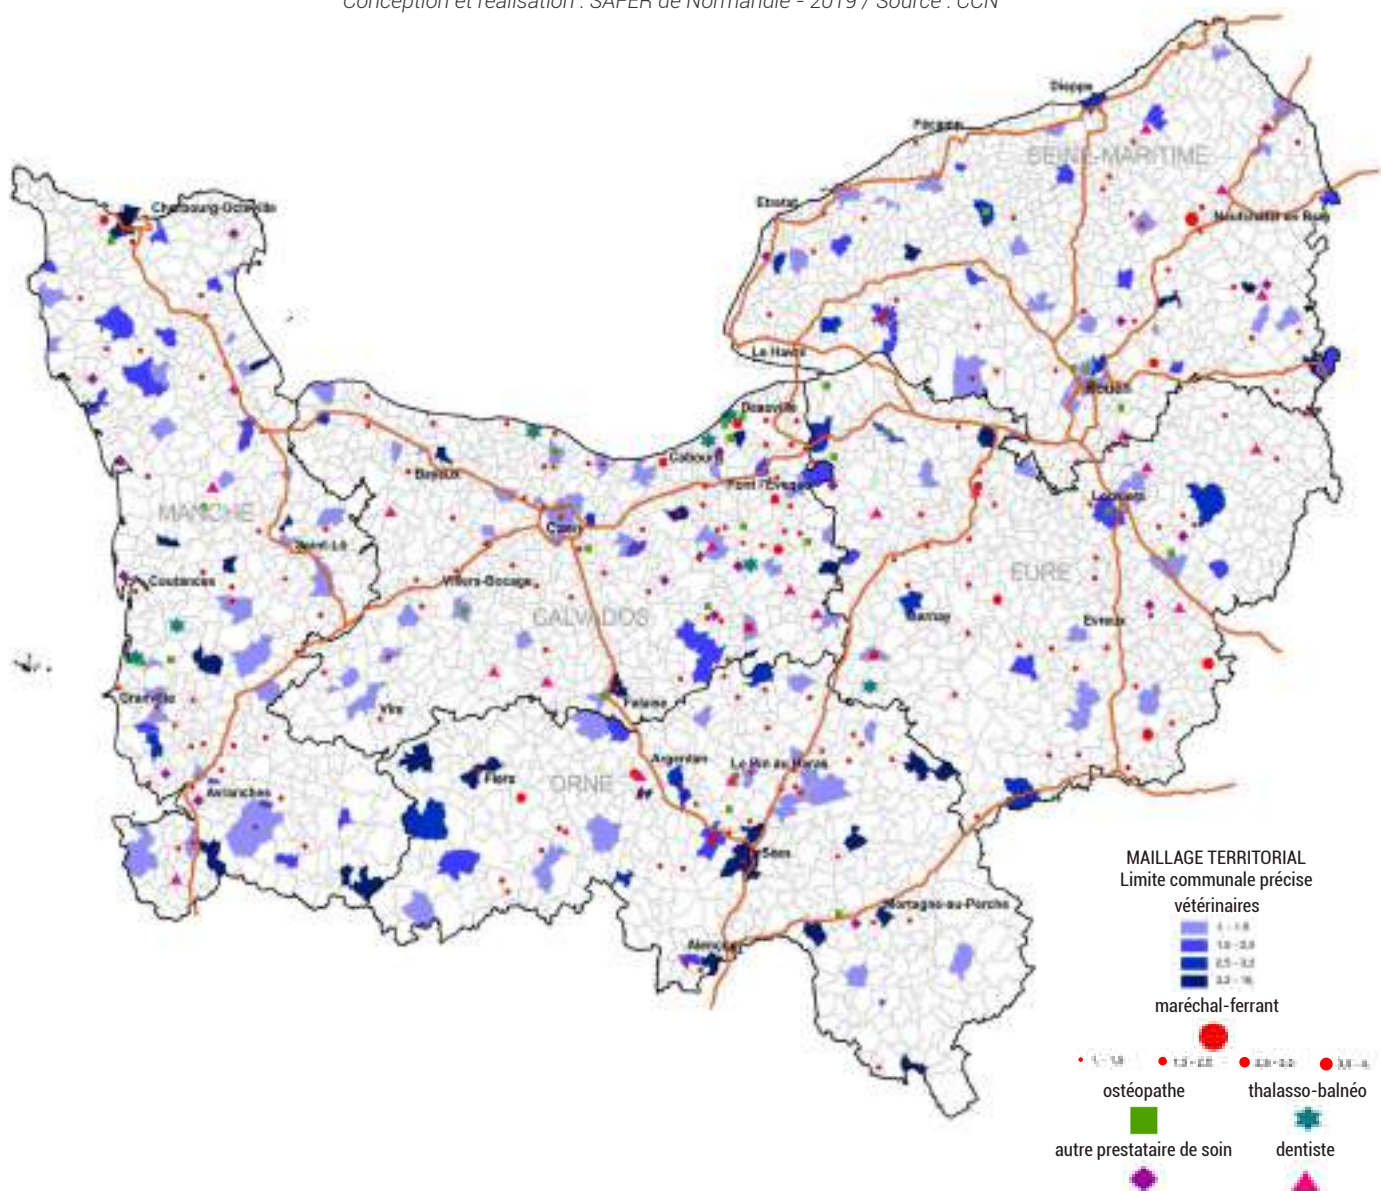 Conception et réalisation : SAFER de Normandie - 2019 / Source : CCN
Dieppe
Fécamp
SEINE-MARITIME
Cherbourg-Octeville
Etretat
Neufchâtel en Bray
Le Havre
Rouen
Deauville
Cabourg
Bayeux
Pont l'Eveque
Louviers
MANCHE
Caen
Saint-Lô
EURE
Coutances
Villers-Bocage
CALVADOS
Bernay
Evreux
Granville
Vire
Falaise
Argentan
Le Pin au Haras
Flers
ORNE
Avranches
Sées
Mortagne-au-Perche
Alençon
MAILLAGE TERRITORIAL
Limite communale précise
vétérinaires
maréchal-ferrant
ostéopathe thalasso-balnéo
autre prestataire de soin dentiste